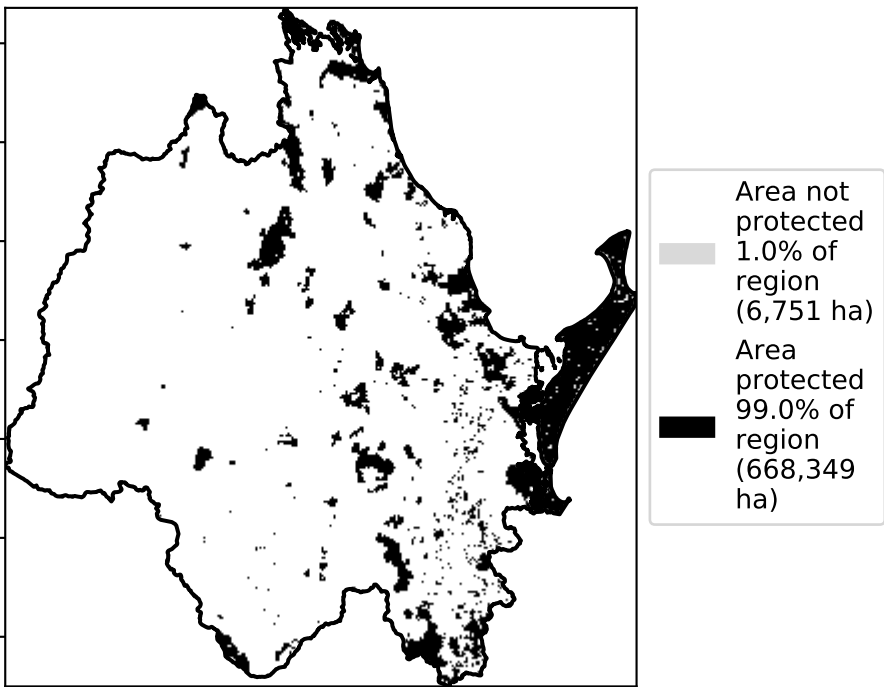 Area not
protected
1.0% of
region
(6,751 ha)
Area
protected
99.0% of
region
(668,349
ha)